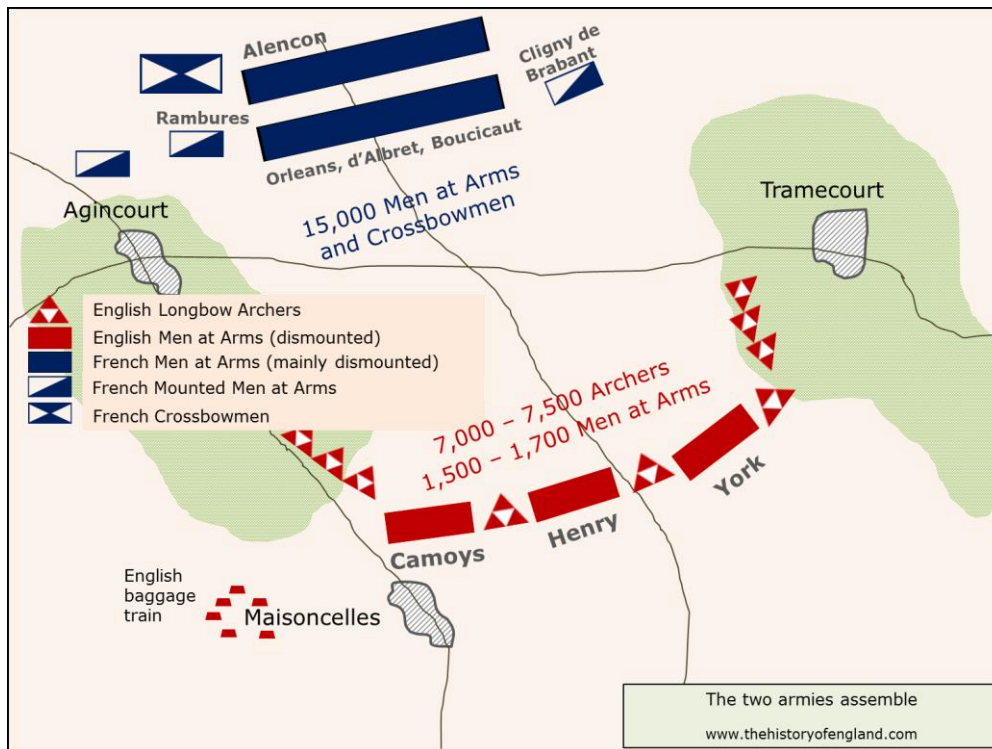 Alencon
Cligny de
Brabant
Rambures
Orleans, d'Albret, Boucicaut
15,000 Men at Arms
and Crossbowmen
Agincourt
Tramecourt
English Longbow Archers
English Men at Arms (dismounted)
French Men at Arms (mainly dismounted)
French Mounted Men at Arms
French Crossbowmen
7,000 – 7,500 Archers
1,500 – 1,700 Men at Arms
York
Henry
Camoys
English
baggage
train
Maisoncelles
The two armies assemble
www.thehistoryofengland.com